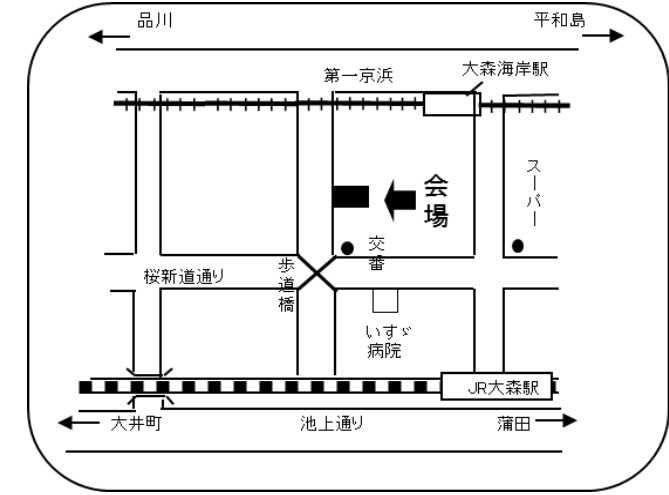 品川
平和島
大森海岸駅
第一京浜
会場
スーパー
交番
歩道橋
桜新道通り
いすゞ
病院
JR大森駅
大井町
池上通り
蒲田